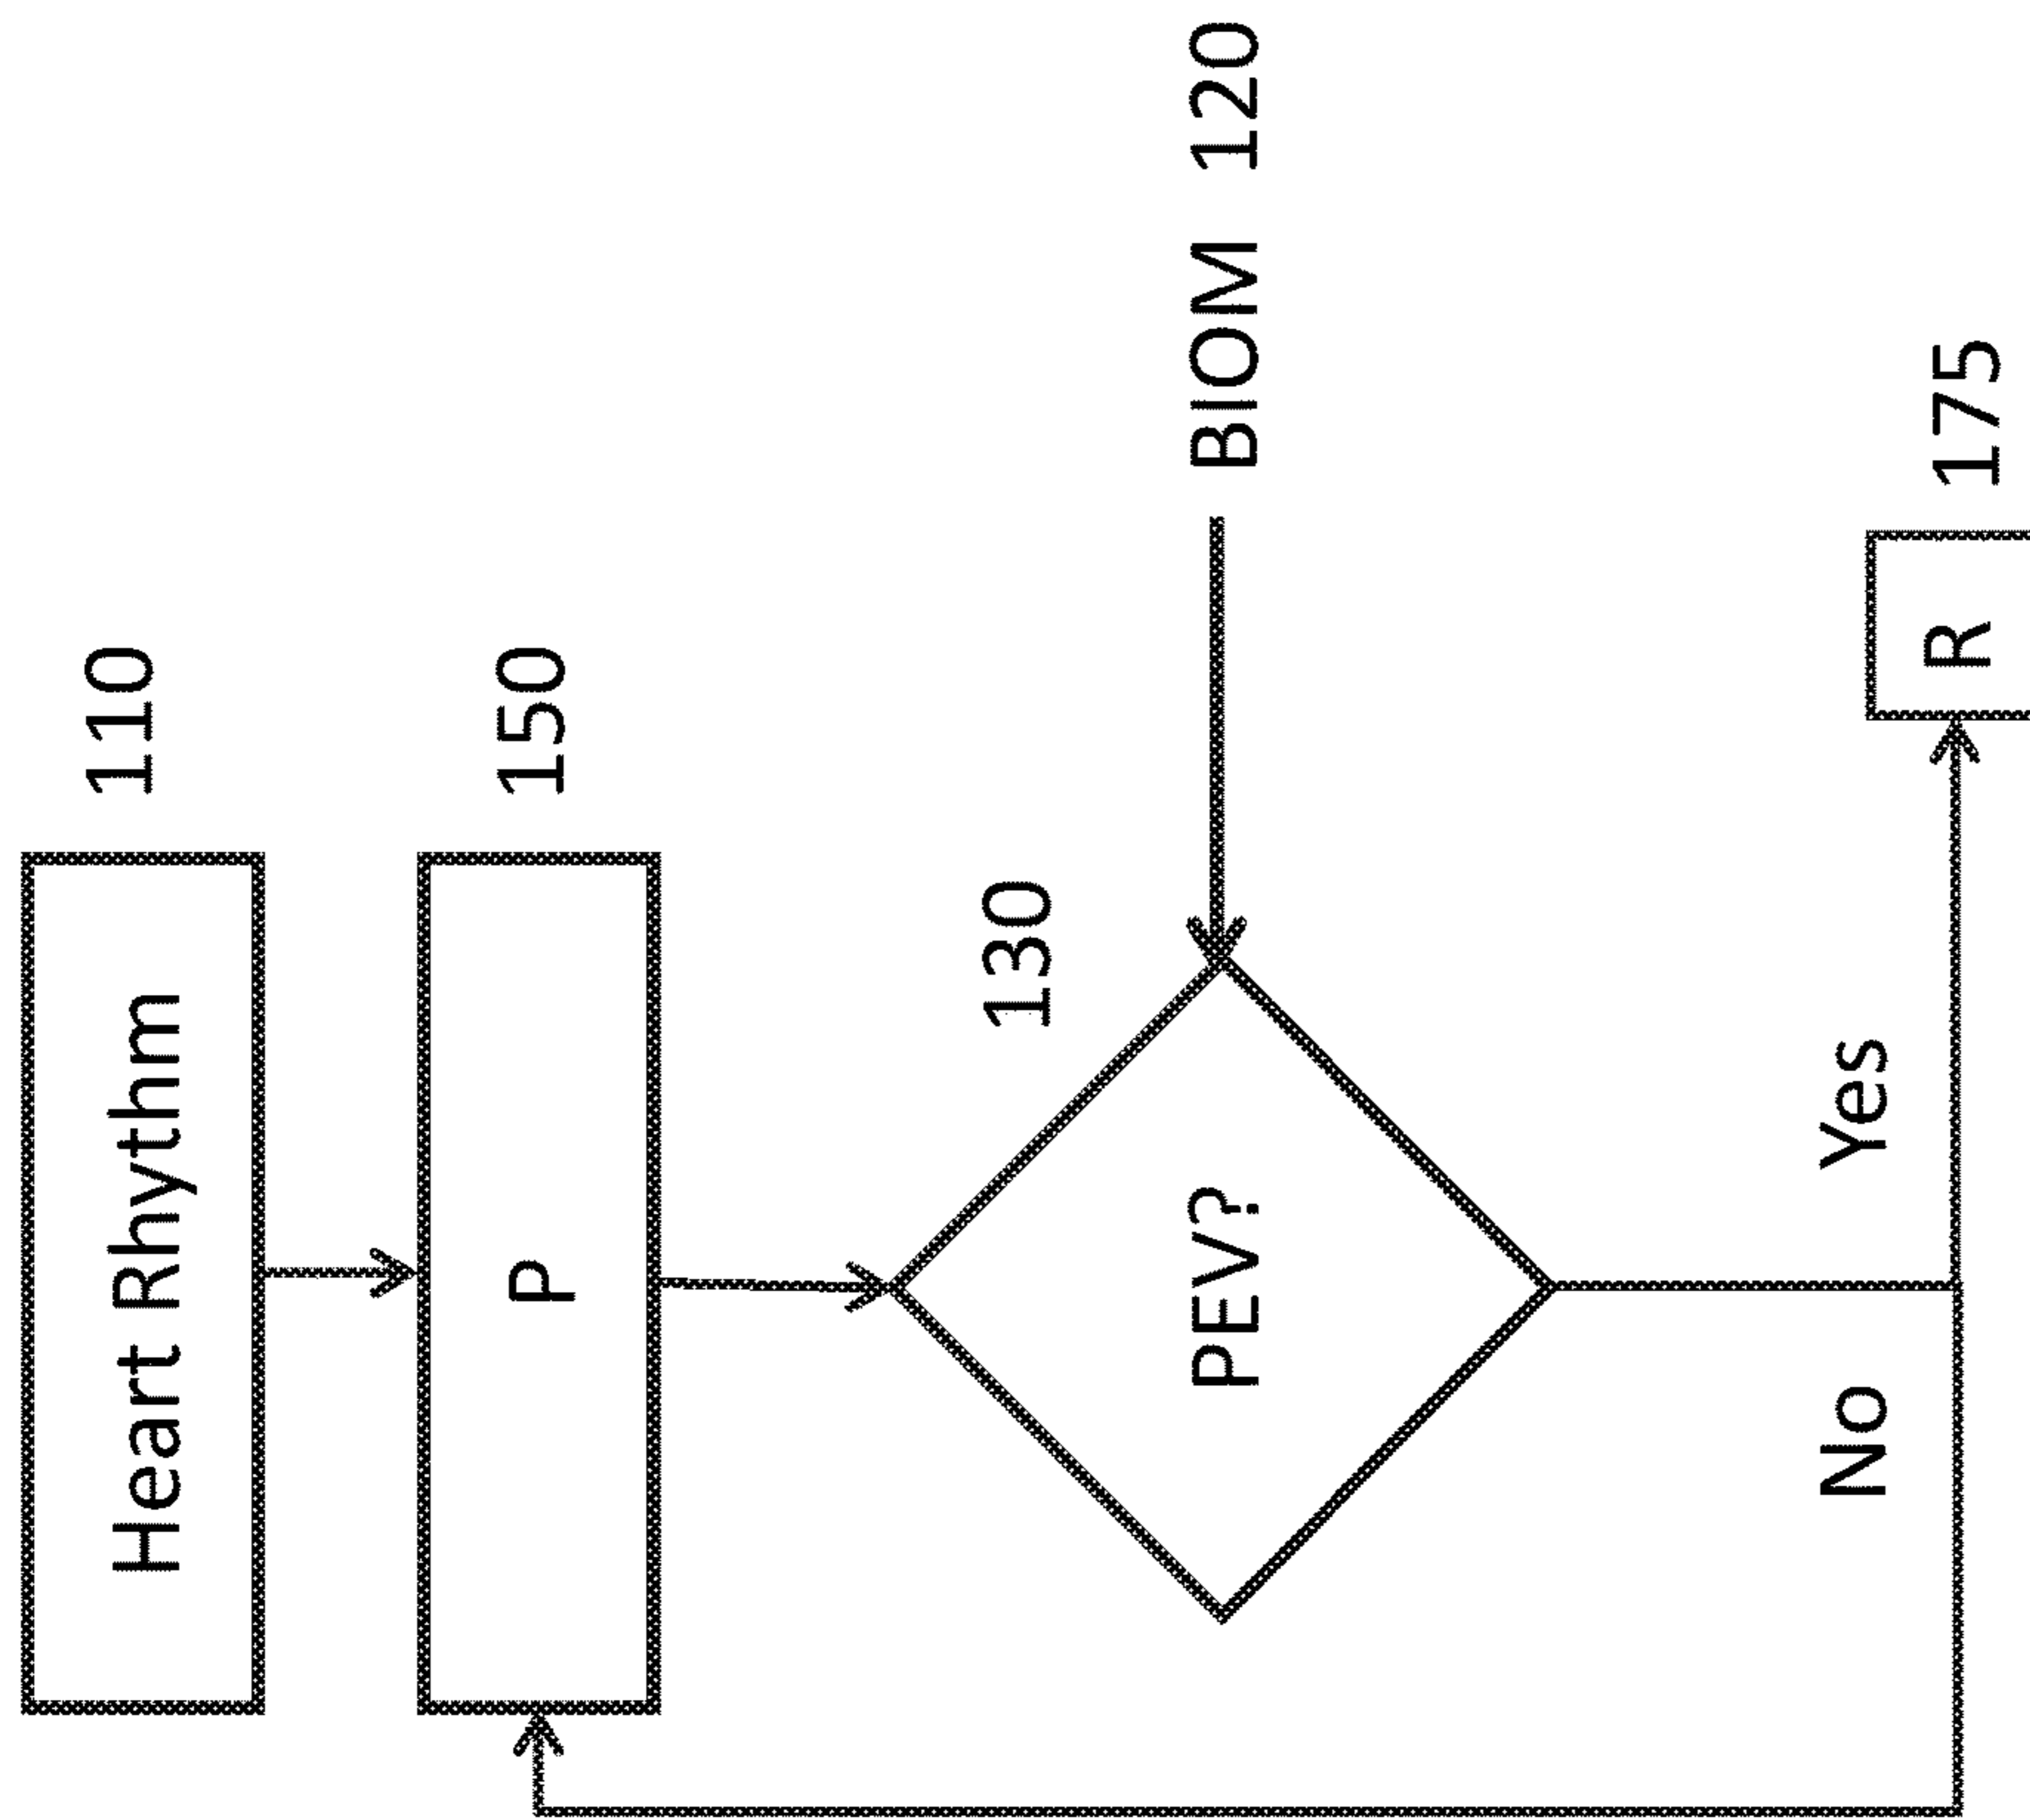 Heart Rhythm 110
P 150
130
PEV?
BIOM 120
No
Yes
R 175